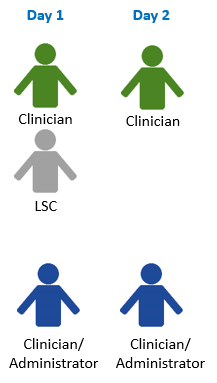 Day 1 Day 2
Clinician Clinician
LSC
Clinician/ Clinician/
Administrator Administrator